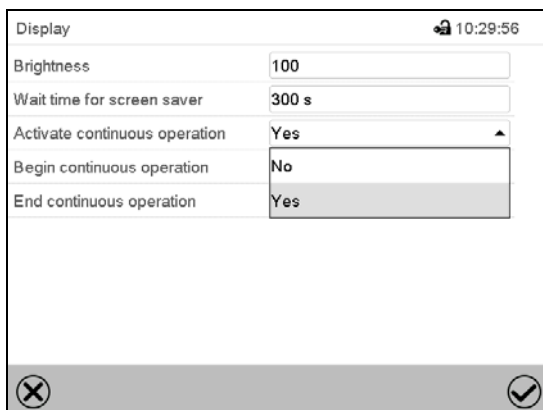 Display 10:29:56
Brightness 100
Wait time for screen saver 300 s
Activate continuous operation Yes
Begin continuous operation No
End continuous operation Yes